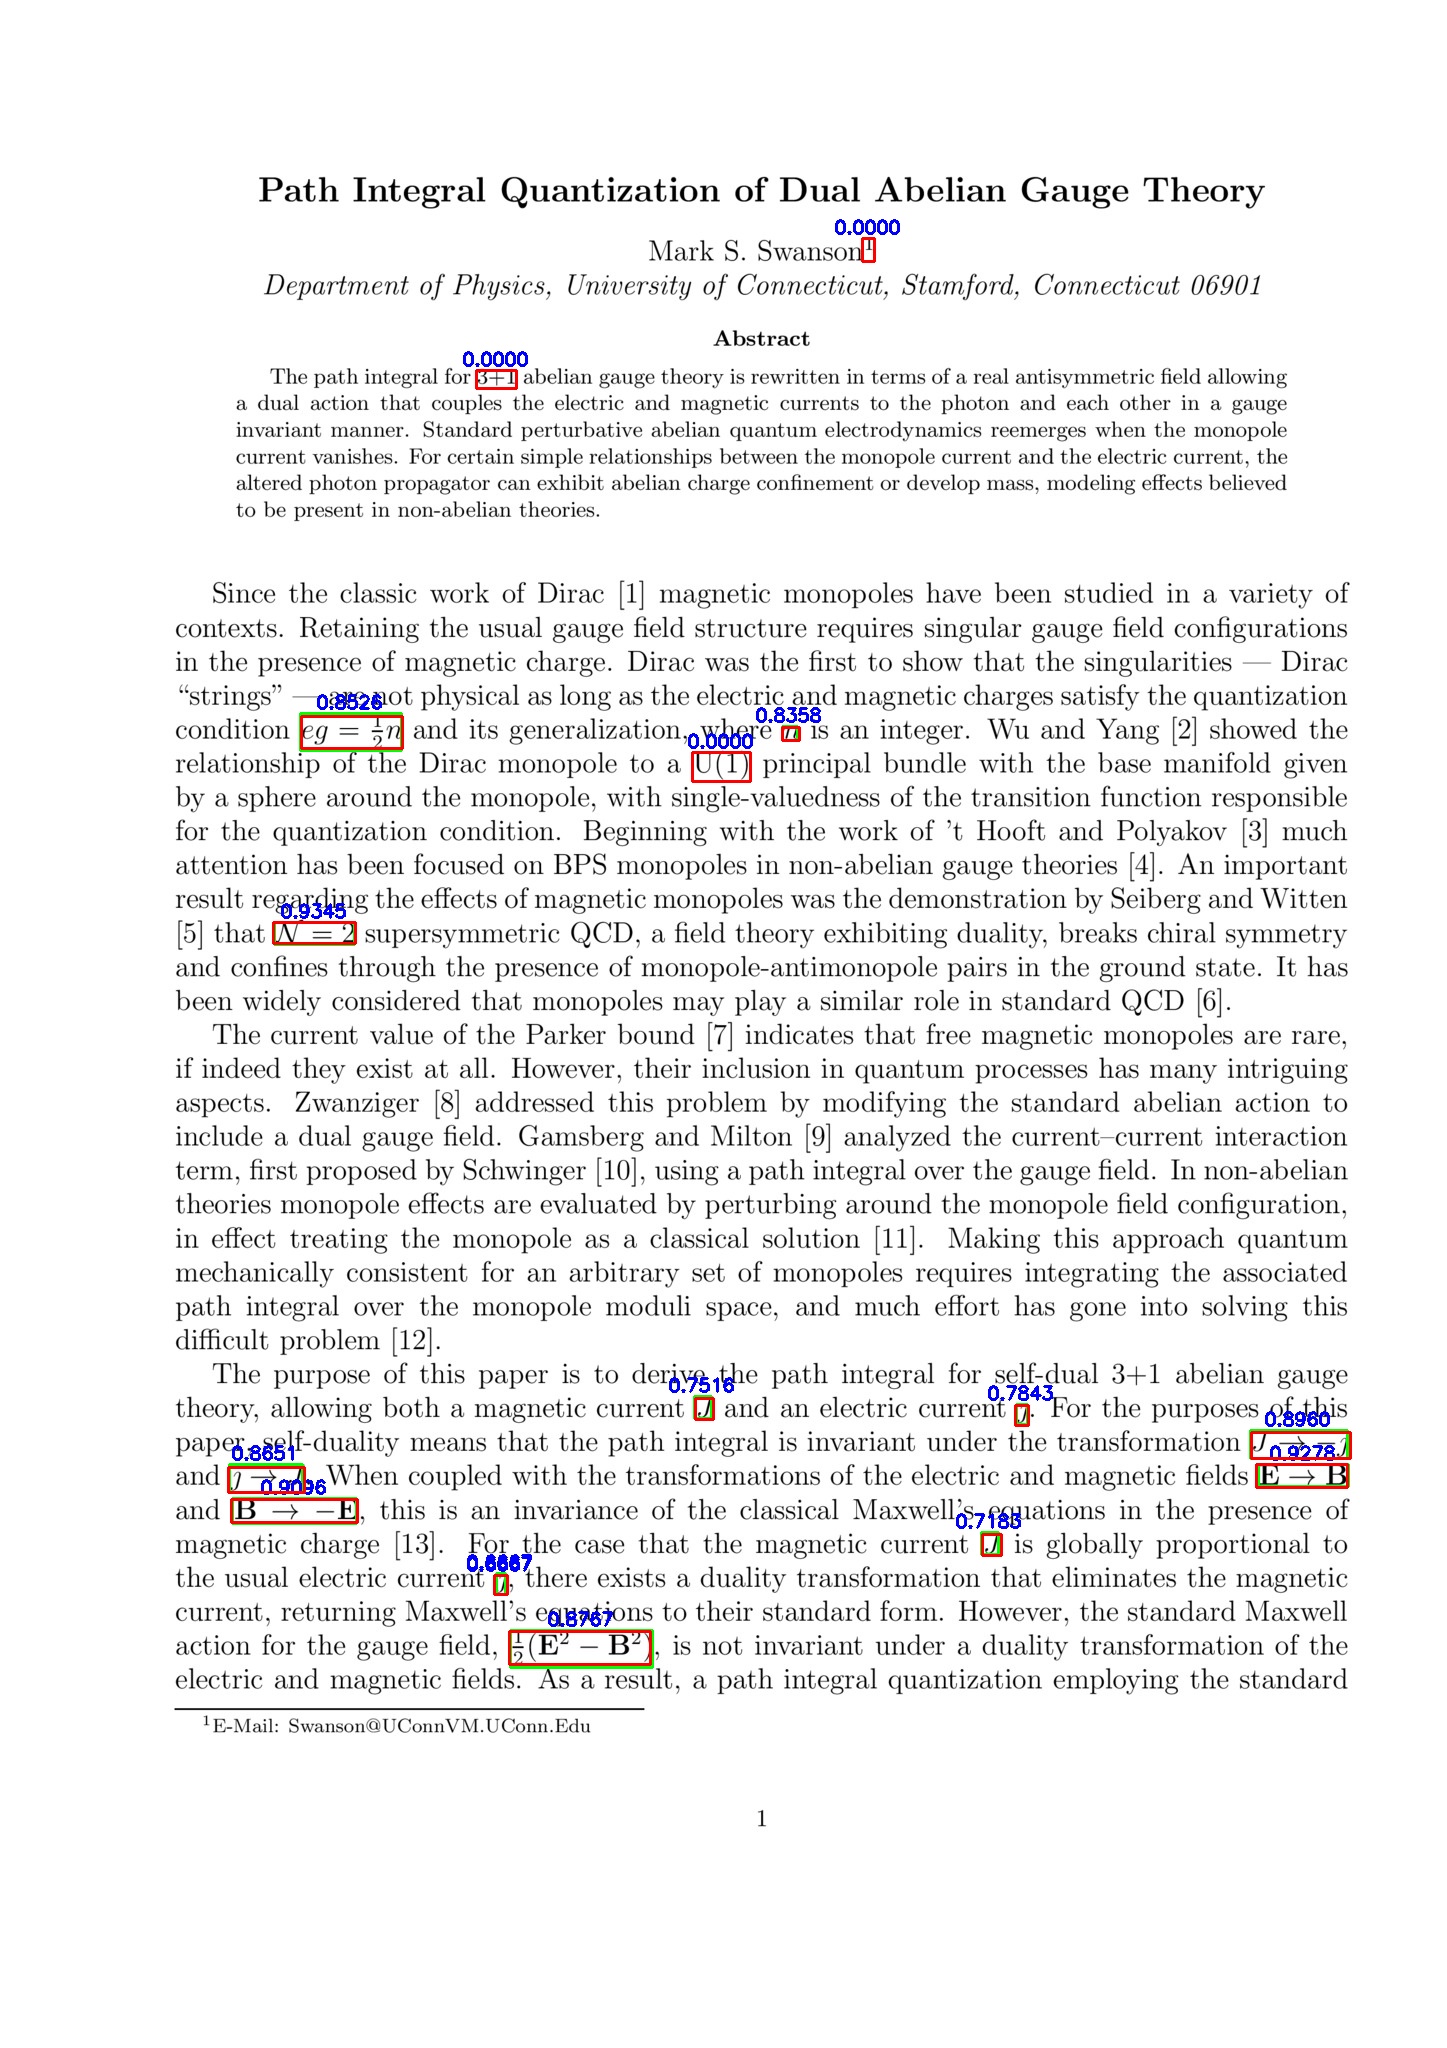 Path Integral Quantization of Dual Abelian Gauge Theory
0.0000
Mark S. Swanson¹
Department of Physics, University of Connecticut, Stamford, Connecticut 06901
Abstract
0.0000
The path integral for 3+1 abelian gauge theory is rewritten in terms of a real antisymmetric field allowing
a dual action that couples the electric and magnetic currents to the photon and each other in a gauge
invariant manner. Standard perturbative abelian quantum electrodynamics reemerges when the monopole
current vanishes. For certain simple relationships between the monopole current and the electric current, the
altered photon propagator can exhibit abelian charge confinement or develop mass, modeling effects believed
to be present in non-abelian theories.
Since the classic work of Dirac [1] magnetic monopoles have been studied in a variety of
contexts. Retaining the usual gauge field structure requires singular gauge field configurations
in the presence of magnetic charge. Dirac was the first to show that the singularities — Dirac
“strings” — are not physical as long as the electric and magnetic charges satisfy the quantization
0.8526
0.8358
condition eg = ½n and its generalization, where n is an integer. Wu and Yang [2] showed the
0.0000
relationship of the Dirac monopole to a U(1) principal bundle with the base manifold given
by a sphere around the monopole, with single-valuedness of the transition function responsible
for the quantization condition. Beginning with the work of ’t Hooft and Polyakov [3] much
attention has been focused on BPS monopoles in non-abelian gauge theories [4]. An important
result regarding the effects of magnetic monopoles was the demonstration by Seiberg and Witten
0.9345
[5] that N = 2 supersymmetric QCD, a field theory exhibiting duality, breaks chiral symmetry
and confines through the presence of monopole-antimonopole pairs in the ground state. It has
been widely considered that monopoles may play a similar role in standard QCD [6].
The current value of the Parker bound [7] indicates that free magnetic monopoles are rare,
if indeed they exist at all. However, their inclusion in quantum processes has many intriguing
aspects. Zwanziger [8] addressed this problem by modifying the standard abelian action to
include a dual gauge field. Gamsberg and Milton [9] analyzed the current–current interaction
term, first proposed by Schwinger [10], using a path integral over the gauge field. In non-abelian
theories monopole effects are evaluated by perturbing around the monopole field configuration,
in effect treating the monopole as a classical solution [11]. Making this approach quantum
mechanically consistent for an arbitrary set of monopoles requires integrating the associated
path integral over the monopole moduli space, and much effort has gone into solving this
difficult problem [12].
The purpose of this paper is to derive the path integral for self-dual 3+1 abelian gauge
0.7516
0.7843
theory, allowing both a magnetic current J and an electric current j. For the purposes of this
0.8960
paper, self-duality means that the path integral is invariant under the transformation J → −j
0.8651
0.9278
and j → J. When coupled with the transformations of the electric and magnetic fields E → B
0.9096
and B → −E, this is an invariance of the classical Maxwell’s equations in the presence of
0.7183
magnetic charge [13]. For the case that the magnetic current J is globally proportional to
the usual electric current j, there exists a duality transformation that eliminates the magnetic
current, returning Maxwell’s equations to their standard form. However, the standard Maxwell
0.8767
action for the gauge field, ½(E² − B²), is not invariant under a duality transformation of the
electric and magnetic fields. As a result, a path integral quantization employing the standard
¹E-Mail: Swanson@UConnVM.UConn.Edu
1